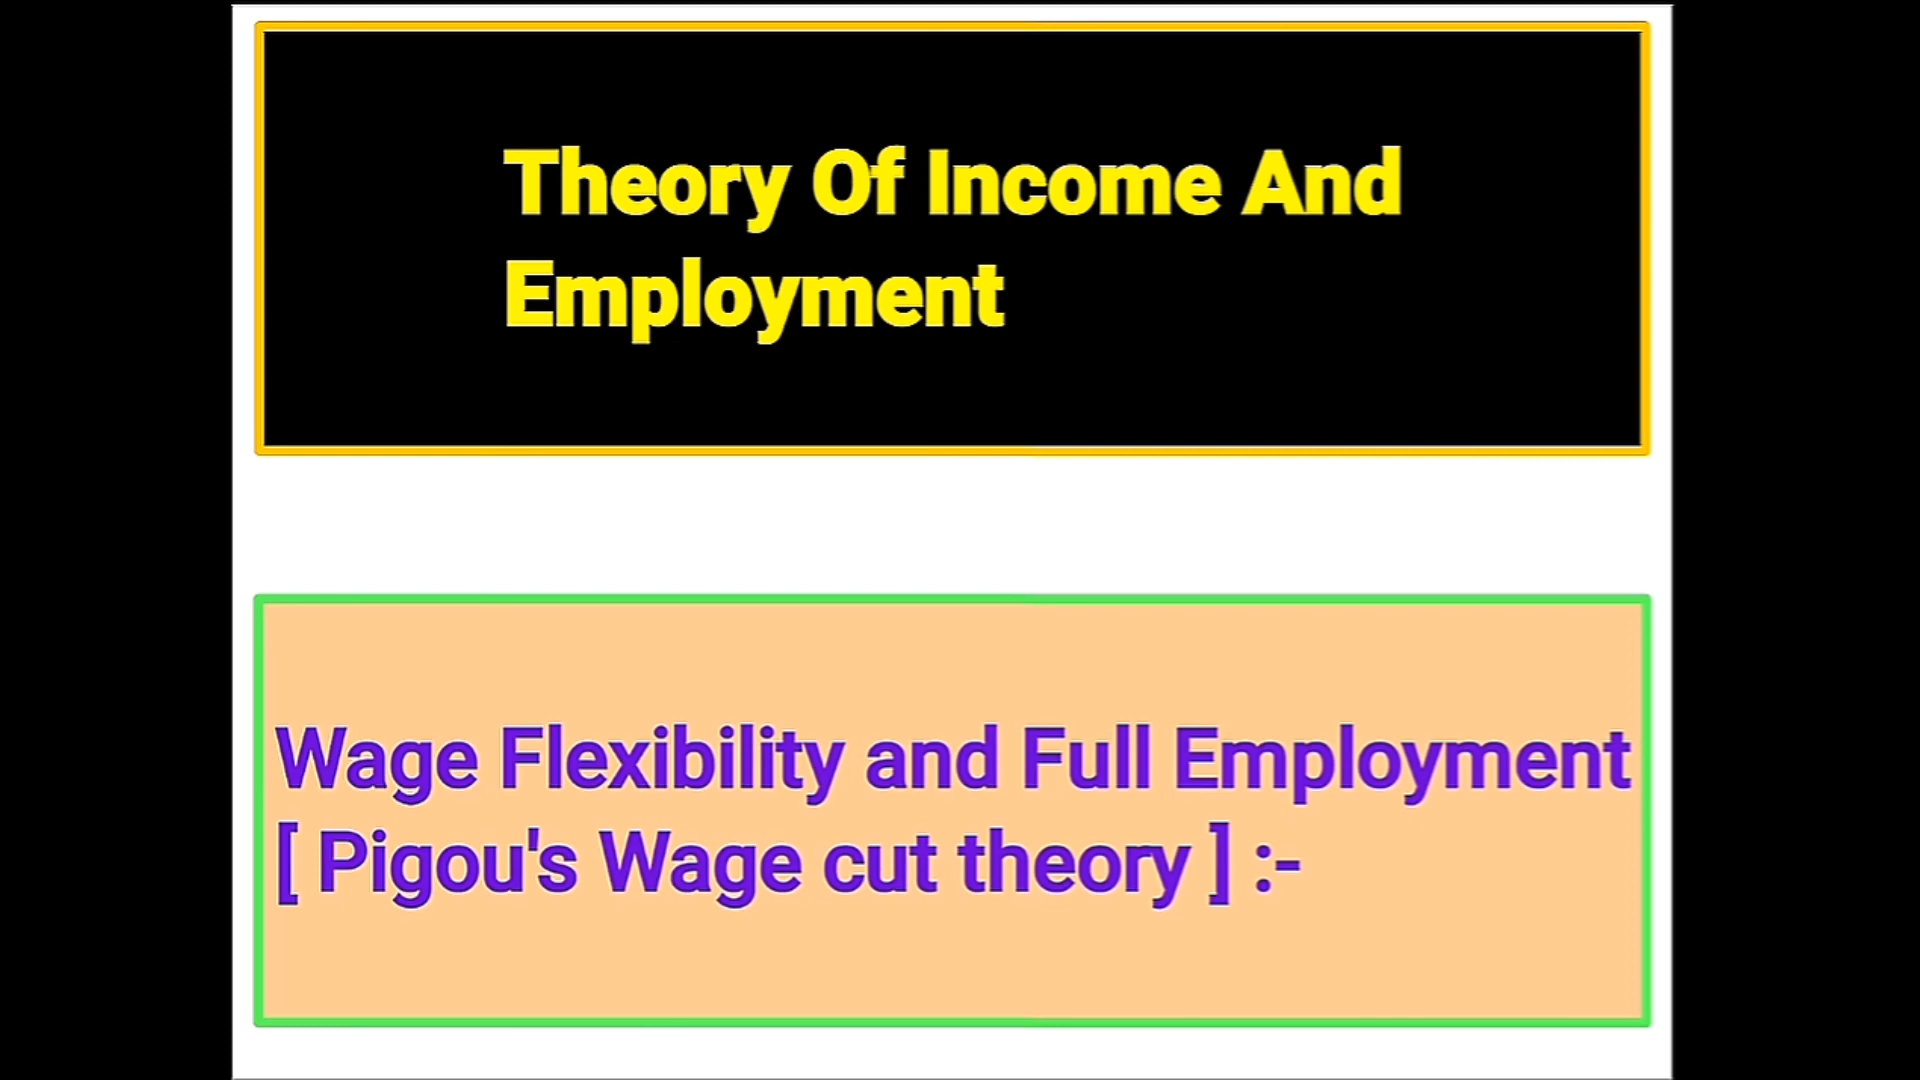 Theory Of Income And
Employment
Wage Flexibility and Full Employment
[ Pigou's Wage cut theory ] :-